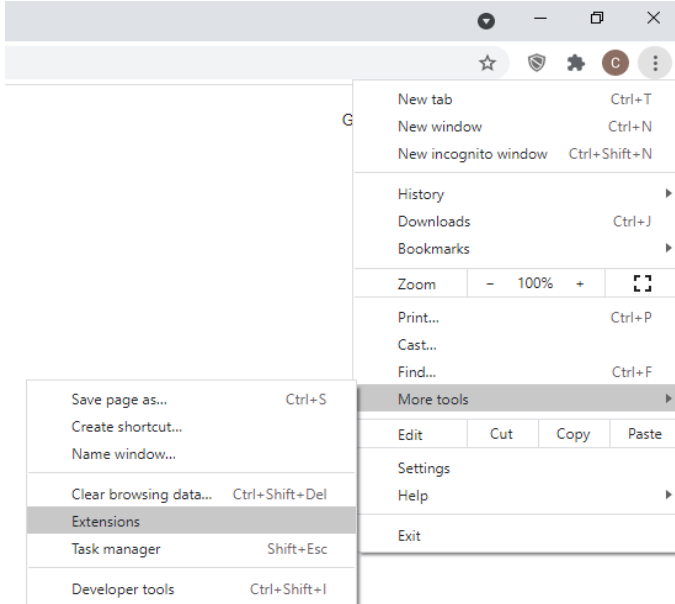 C
G
New tab Ctrl+T
New window Ctrl+N
New incognito window Ctrl+Shift+N
History
Downloads Ctrl+J
Bookmarks
Zoom - 100% +
Print... Ctrl+P
Cast...
Find... Ctrl+F
More tools
Edit Cut Copy Paste
Settings
Help
Exit
Save page as... Ctrl+S
Create shortcut...
Name window...
Clear browsing data... Ctrl+Shift+Del
Extensions
Task manager Shift+Esc
Developer tools Ctrl+Shift+I